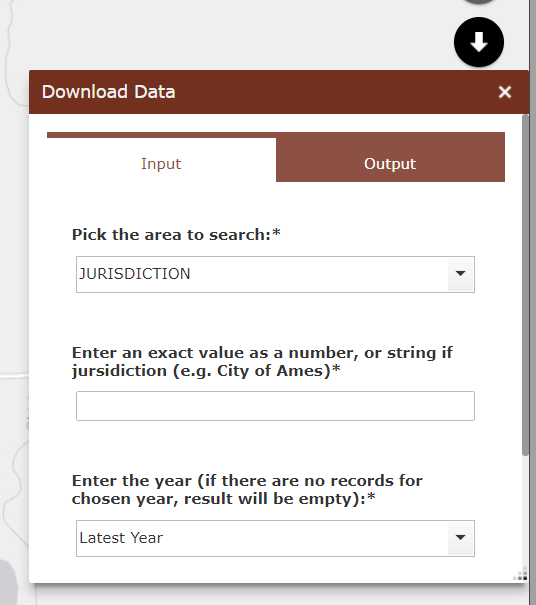 Download Data
Input
Output
Pick the area to search:*
JURISDICTION
Enter an exact value as a number, or string if
jursidiction (e.g. City of Ames)*
Enter the year (if there are no records for
chosen year, result will be empty):*
Latest Year